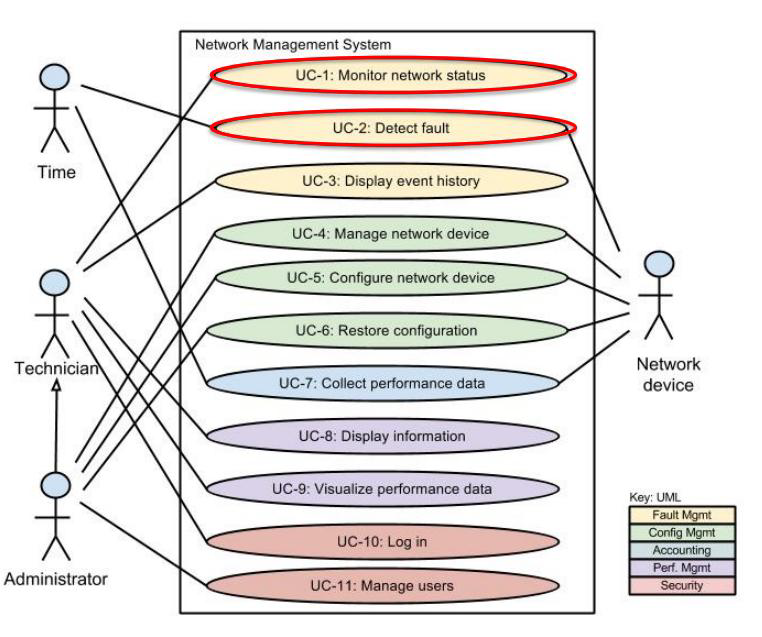 Network Management System
UC-1: Monitor network status
UC-2: Detect fault
Time
UC-3: Display event history
UC-4: Manage network device
UC-5: Configure network device
UC-6: Restore configuration
Technician
Network
device
UC-7: Collect performance data
UC-8: Display information
UC-9: Visualize performance data
Key: UML
Fault Mgmt
Config Mgmt
Accounting
Perf. Mgmt
Security
UC-10: Log in
Administrator
UC-11: Manage users